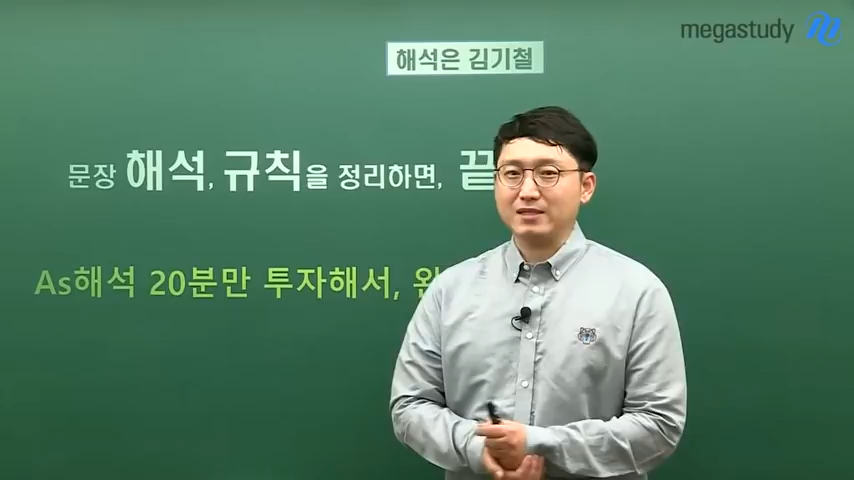 megastudy
해석은 김기철
문장 해석, 규칙을 정리하면, 끝
As해석 20분만 투자해서,